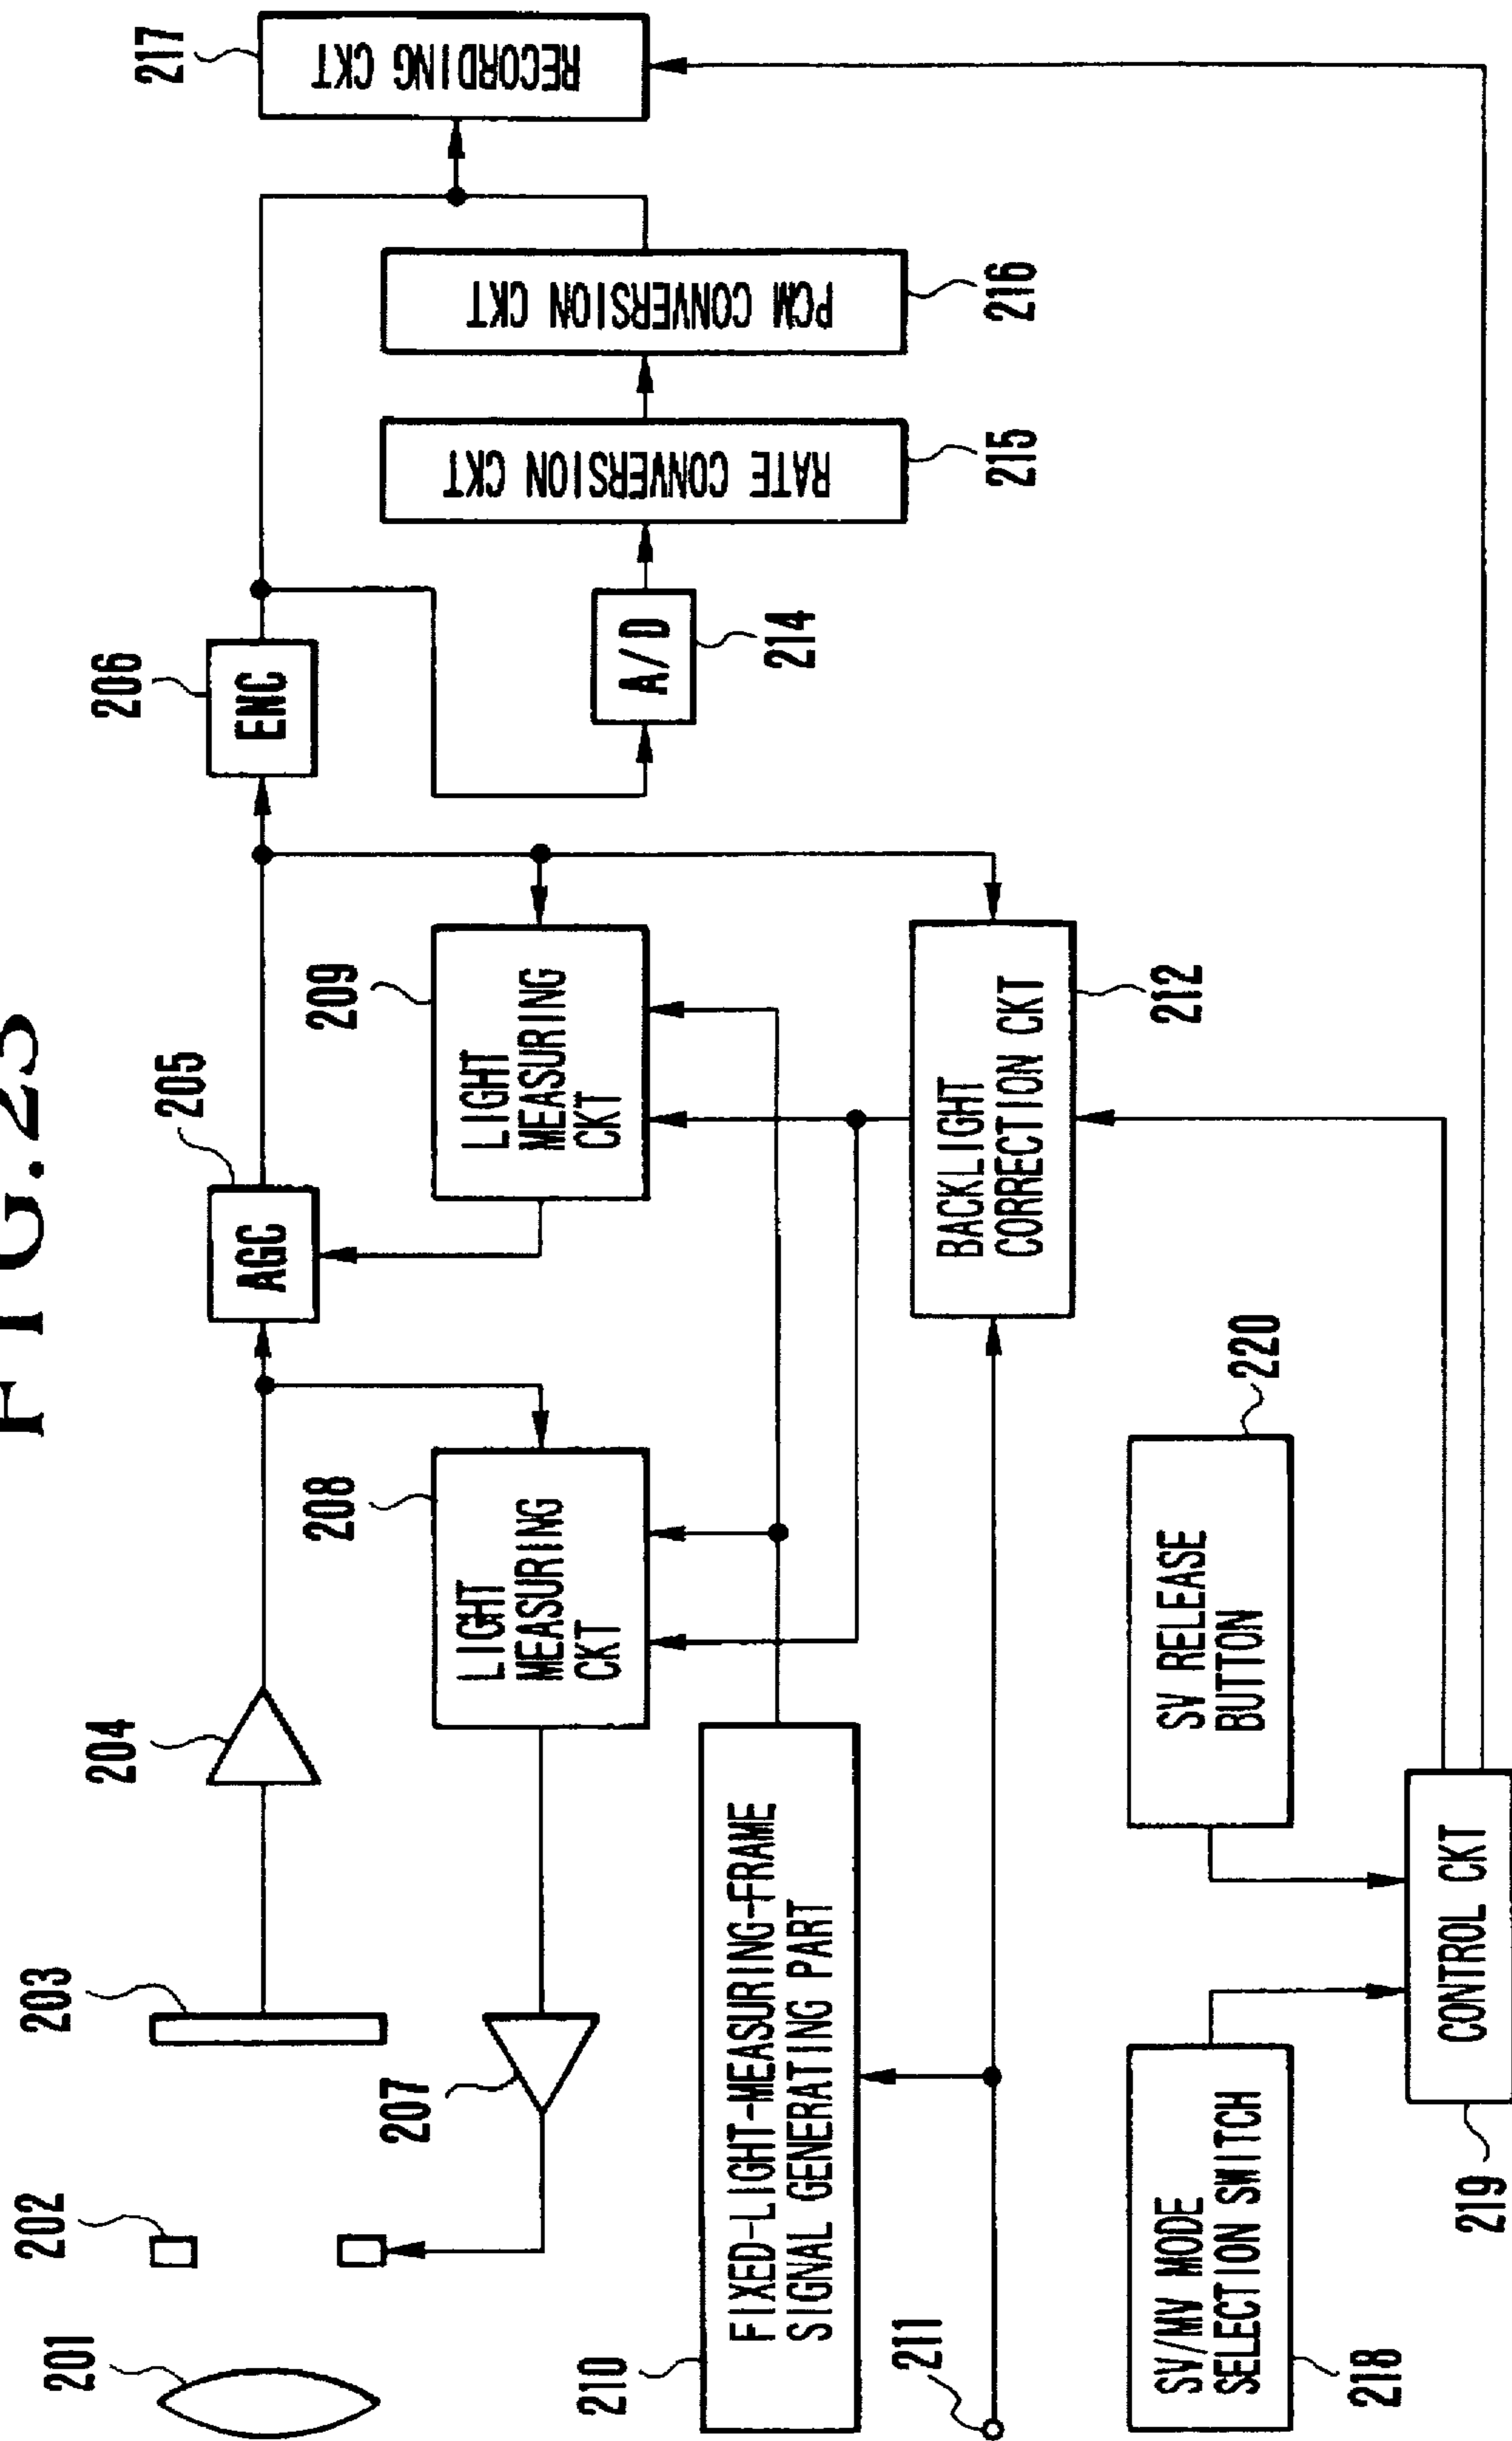 FIG.23
201
202
203
204
205
AGC
206
ENC
217
RECORDING CKT
207
208
LIGHT
MEASURING
CKT
209
LIGHT
MEASURING
CKT
A/D
214
RATE CONVERSION CKT
215
PCM CONVERSION CKT
216
210
FIXED-LIGHT-MEASURING-FRAME
SIGNAL GENERATING PART
211
BACKLIGHT
CORRECTION CKT
212
SV/MV MODE
SELECTION SWITCH
218
SV RELEASE
BUTTON
220
CONTROL CKT
219